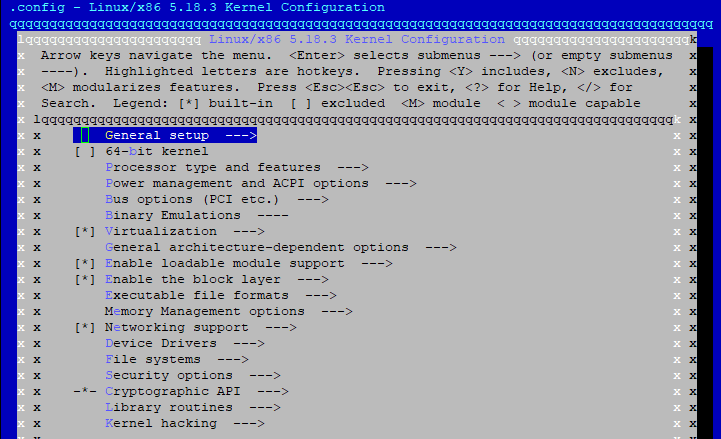 .config - Linux/x86 5.18.3 Kernel Configuration
qqqqqqqqqqqqqqqqqqqqqqqqqqqqqqqqqqqqqqqqqqqqqqqqqqqqqqqqqqqqqqqqqqqqqqqqqqqqqq
lqqqqqqqqqqqqqqqqqqqqq Linux/x86 5.18.3 Kernel Configuration qqqqqqqqqqqqqqqqqqqqk
x Arrow keys navigate the menu. <Enter> selects submenus ---> (or empty submenus x
x ----). Highlighted letters are hotkeys. Pressing <Y> includes, <N> excludes, x
x <M> modularizes features. Press <Esc><Esc> to exit, <?> for Help, </> for x
x Search. Legend: [*] built-in [ ] excluded <M> module < > module capable x
x lqqqqqqqqqqqqqqqqqqqqqqqqqqqqqqqqqqqqqqqqqqqqqqqqqqqqqqqqqqqqqqqqqqqqqqqqqqk x
x x General setup ---> x x
x x [ ] 64-bit kernel x x
x x Processor type and features ---> x x
x x Power management and ACPI options ---> x x
x x Bus options (PCI etc.) ---> x x
x x Binary Emulations ---- x x
x x [*] Virtualization ---> x x
x x General architecture-dependent options ---> x x
x x [*] Enable loadable module support ---> x x
x x [*] Enable the block layer ---> x x
x x Executable file formats ---> x x
x x Memory Management options ---> x x
x x [*] Networking support ---> x x
x x Device Drivers ---> x x
x x File systems ---> x x
x x Security options ---> x x
x x -*- Cryptographic API ---> x x
x x Library routines ---> x x
x x Kernel hacking ---> x x